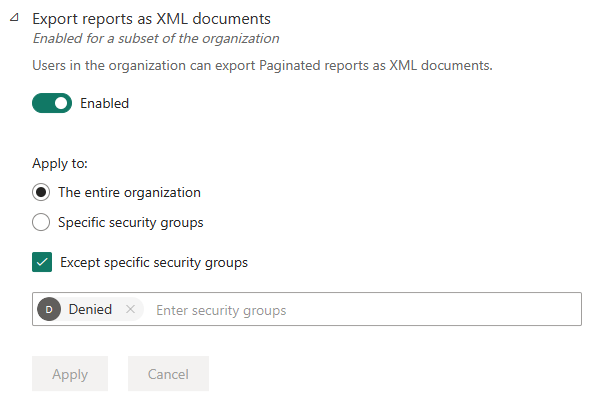 Export reports as XML documents
Enabled for a subset of the organization
Users in the organization can export Paginated reports as XML documents.
Enabled
Apply to:
The entire organization
Specific security groups
Except specific security groups
D Denied Enter security groups
Apply Cancel